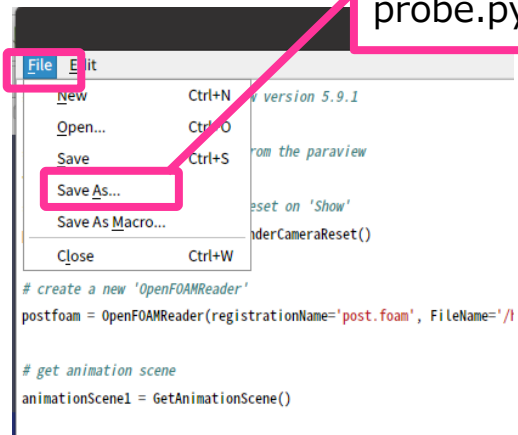 probe.py
File Edit
New Ctrl+N version 5.9.1
Open... Ctrl+O
Save Ctrl+S rom the paraview
Save As...
eset on 'Show'
Save As Macro... nderCameraReset()
Close Ctrl+W
# create a new 'OpenFOAMReader'
postfoam = OpenFOAMReader(registrationName='post.foam', FileName='/h
# get animation scene
animationScene1 = GetAnimationScene()